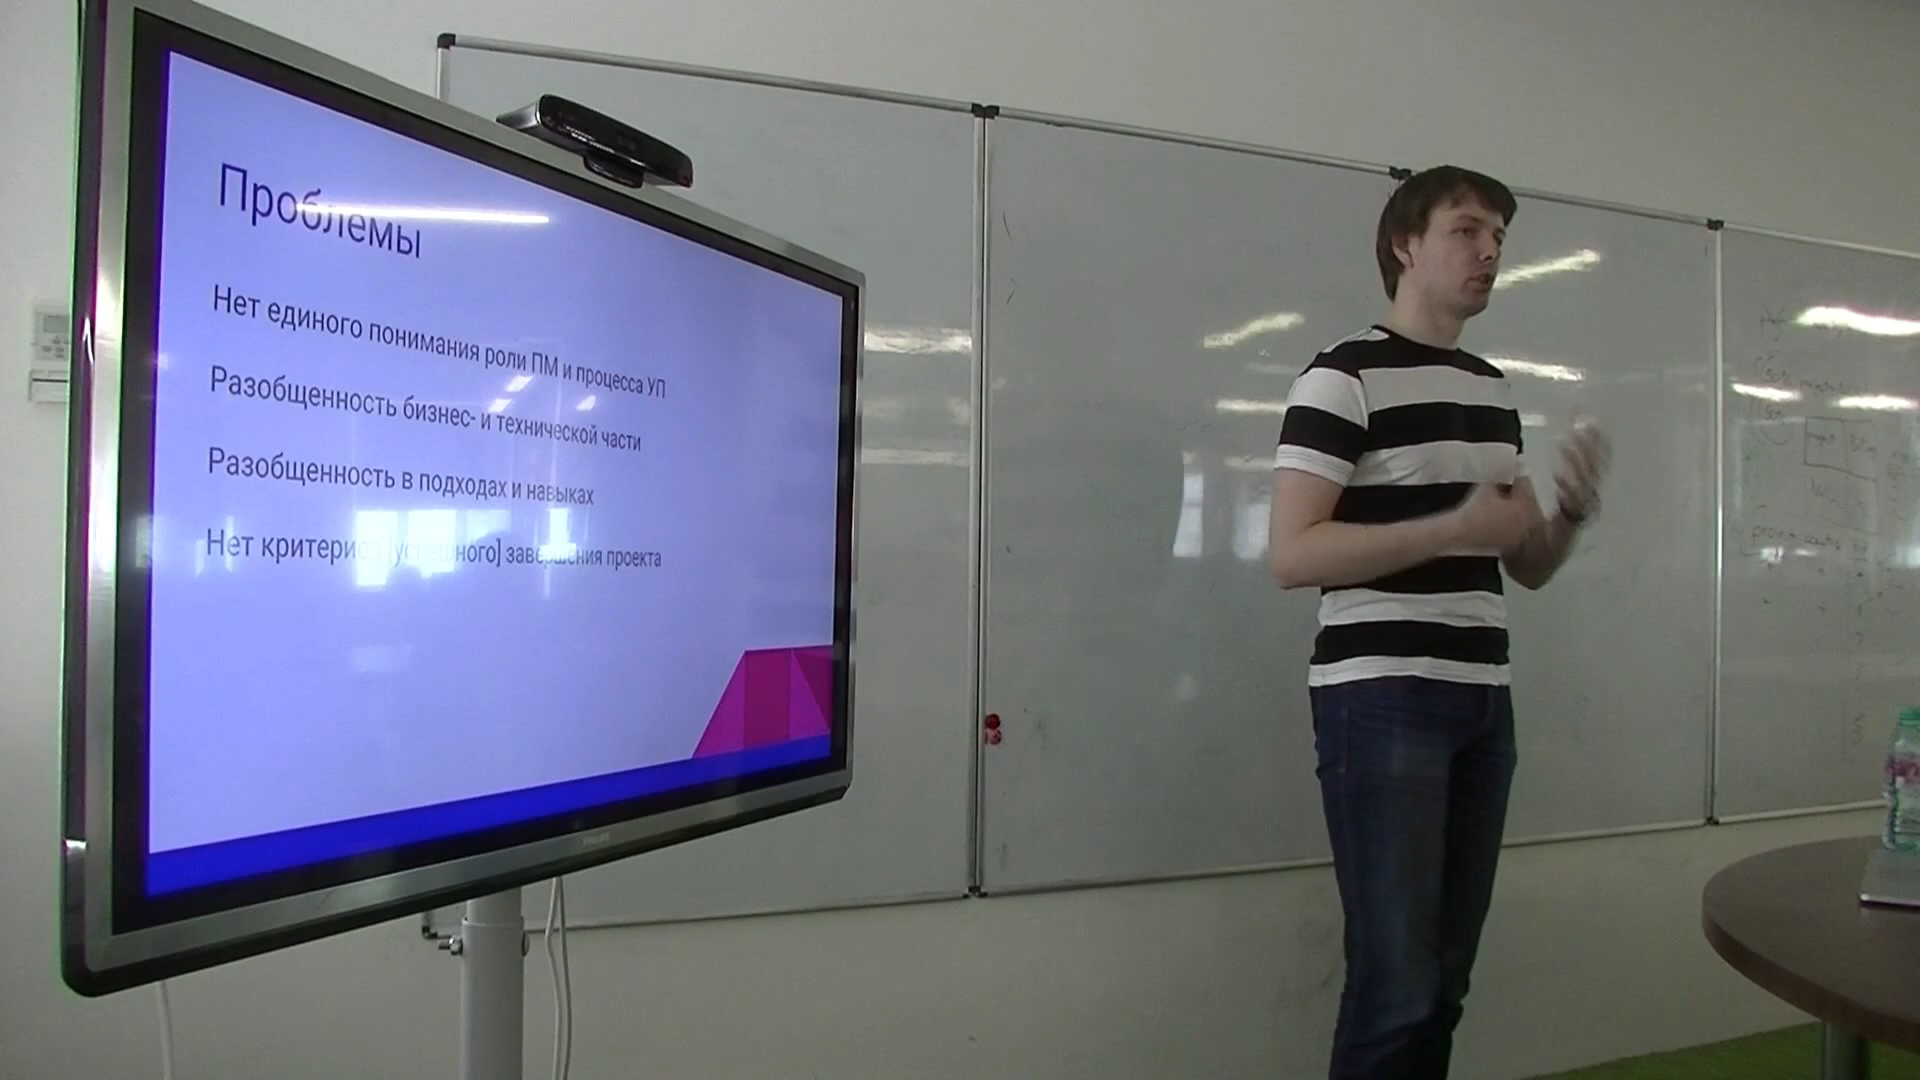 Проблемы
Нет единого понимания роли ПМ и процесса УП
Разобщенность бизнес- и технической части
Разобщенность в подходах и навыках
Нет критериев [успешного] завершения проекта
PHILIPS